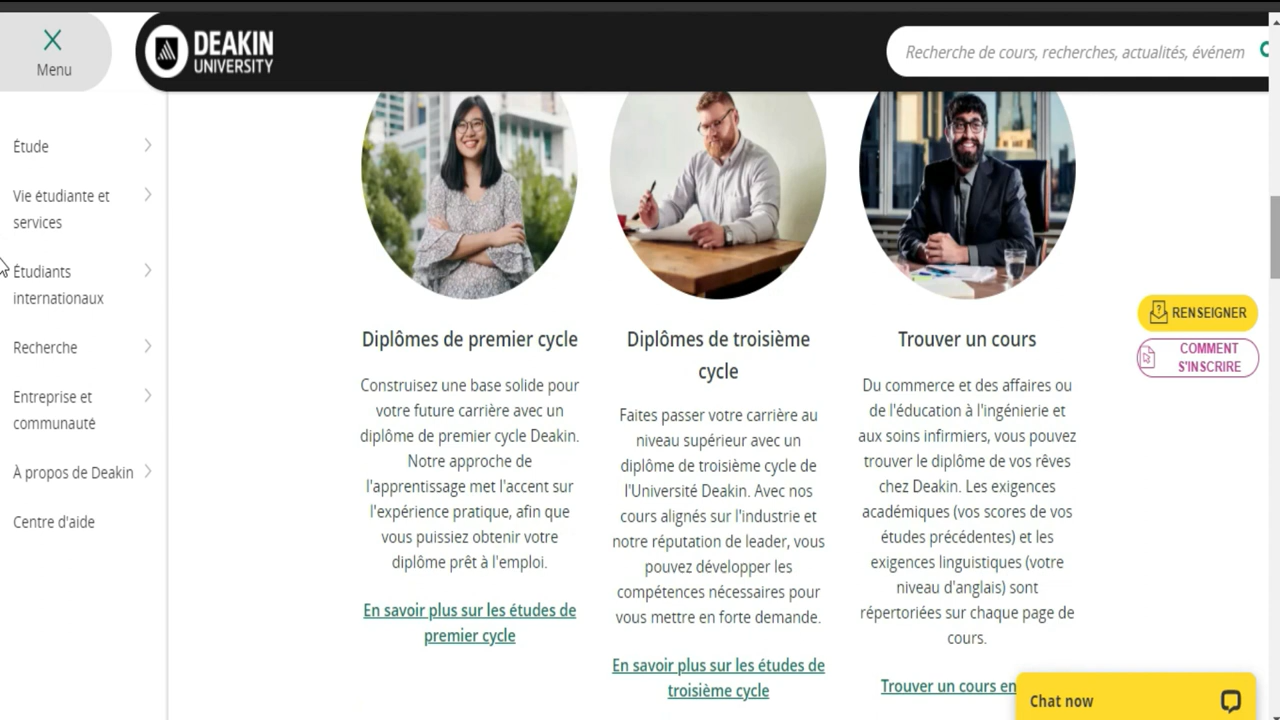 Menu
DEAKIN
UNIVERSITY
Recherche de cours, recherches, actualités, événem
Étude
Vie étudiante et
services
Étudiants
internationaux
Recherche
Entreprise et
communauté
À propos de Deakin
Centre d'aide
Diplômes de premier cycle
Construisez une base solide pour
votre future carrière avec un
diplôme de premier cycle Deakin.
Notre approche de
l'apprentissage met l'accent sur
l'expérience pratique, afin que
vous puissiez obtenir votre
diplôme prêt à l'emploi.
En savoir plus sur les études de
premier cycle
Diplômes de troisième
cycle
Faites passer votre carrière au
niveau supérieur avec un
diplôme de troisième cycle de
l'Université Deakin. Avec nos
cours alignés sur l'industrie et
notre réputation de leader, vous
pouvez développer les
compétences nécessaires pour
vous mettre en forte demande.
En savoir plus sur les études de
troisième cycle
Trouver un cours
Du commerce et des affaires ou
de l'éducation à l'ingénierie et
aux soins infirmiers, vous pouvez
trouver le diplôme de vos rêves
chez Deakin. Les exigences
académiques (vos scores de vos
études précédentes) et les
exigences linguistiques (votre
niveau d'anglais) sont
répertoriées sur chaque page de
cours.
Trouver un cours en
RENSEIGNER
COMMENT
S'INSCRIRE
Chat now